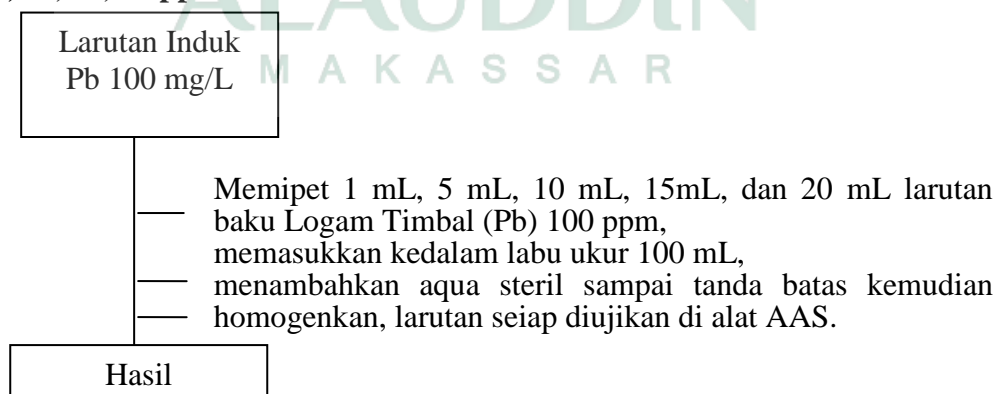 ALAUDDIN
MAKASSAR
Larutan Induk
Pb 100 mg/L
Memipet 1 mL, 5 mL, 10 mL, 15mL, dan 20 mL larutan
baku Logam Timbal (Pb) 100 ppm,
memasukkan kedalam labu ukur 100 mL,
menambahkan aqua steril sampai tanda batas kemudian
homogenkan, larutan seiap diujikan di alat AAS.
Hasil